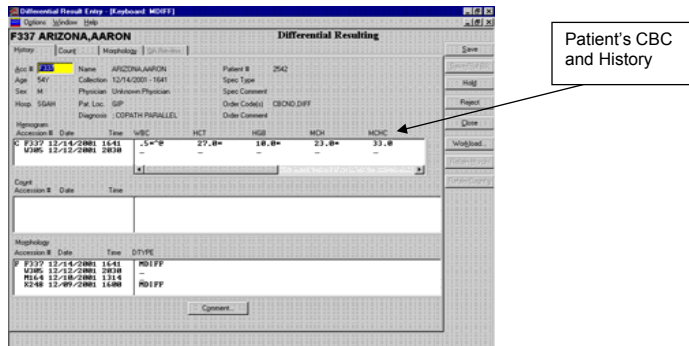 Differential Result Entry - [Keyboard: MDIFF]
Options Window Help
F337 ARIZONA,AARON Differential Resulting
History Count Morphology QA Review Save
Acc # F337 Name ARIZONA,AARON Patient # 2542
Age 54Y Collection 12/14/2001 - 1641 Spec Type Hold
Sex M Physician Unknown Physician Spec Comment
Hosp. SGAH Pat. Loc. GIP Order Code(s) CBCND,DIFF Reject
Diagnosis ; COPATH PARALLEL Order Comment
Close
Hemogram
Accession # Date Time WBC HCT HGB MCH MCHC
C F337 12/14/2001 1641 27.0* 10.0* 23.0* 33.0 Workload...
W305 12/12/2001 2030
Count
Accession # Date Time
Morphology
Accession # Date Time DTYPE
F337 12/14/2001 1641 MDIFF
W305 12/12/2001 2030
M164 12/10/2001 1314
X248 12/09/2001 1600 MDIFF
Comment...
Patient's CBC
and History